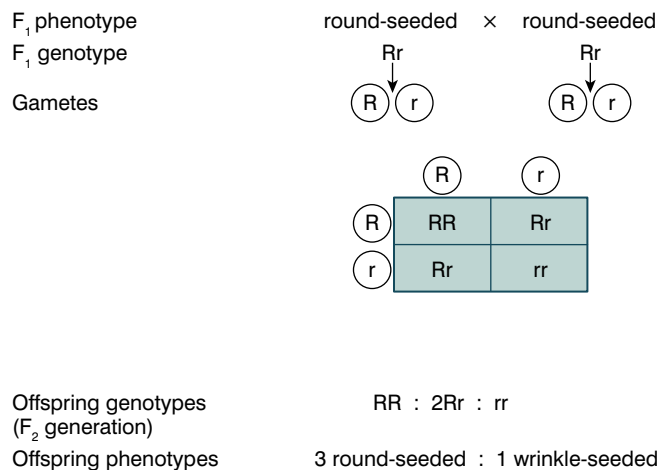 F₁ phenotype round-seeded × round-seeded
F₁ genotype Rr Rr
Gametes R r R r
R r
R RR Rr
r Rr rr
Offspring genotypes RR : 2Rr : rr
(F₂ generation)
Offspring phenotypes 3 round-seeded : 1 wrinkle-seeded